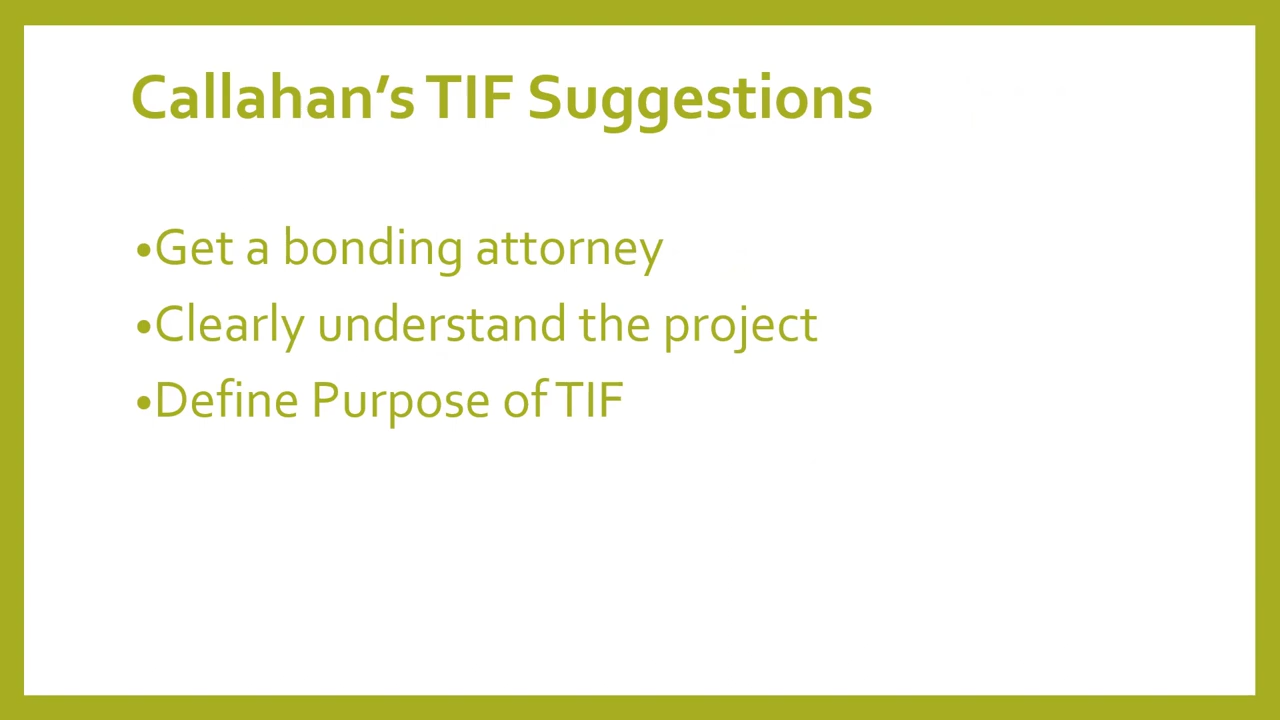 Callahan’s TIF Suggestions
•Get a bonding attorney
•Clearly understand the project
•Define Purpose of TIF